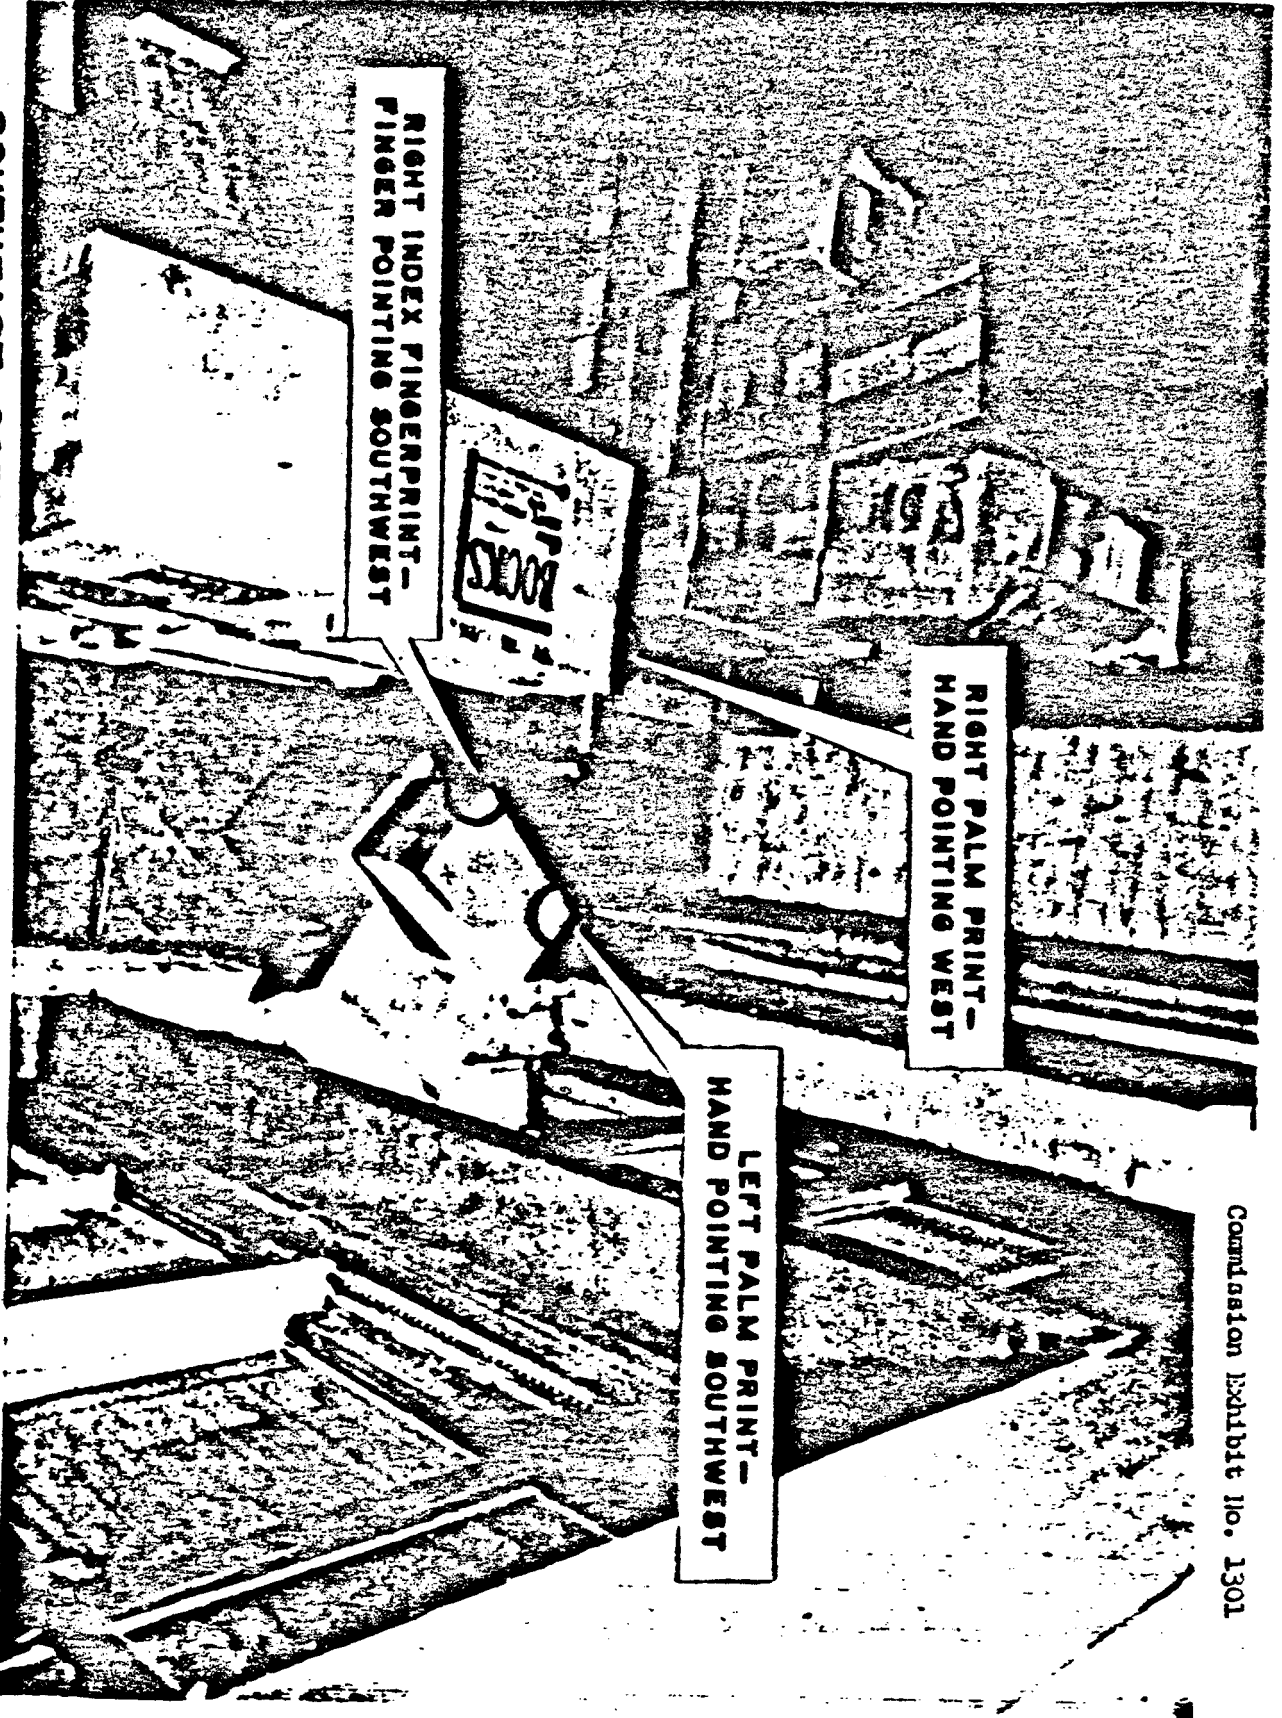 Commission Exhibit No. 1301
RIGHT PALM PRINT—
HAND POINTING WEST
LEFT PALM PRINT—
HAND POINTING SOUTHWEST
RIGHT INDEX FINGERPRINT—
FINGER POINTING SOUTHWEST
BOOKS